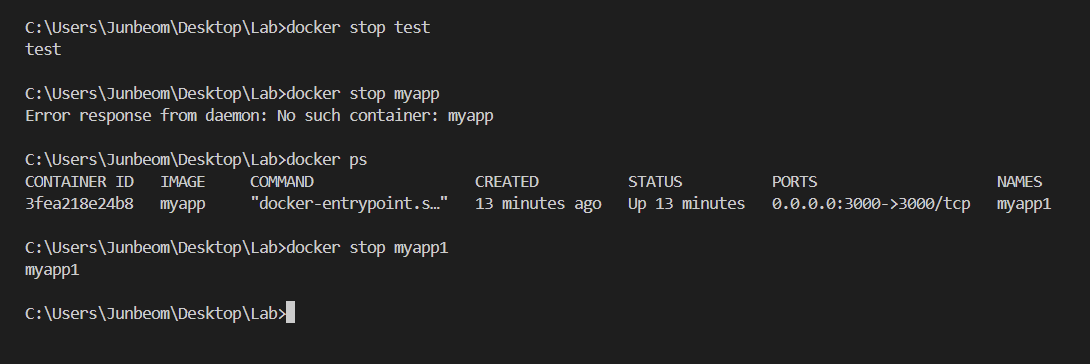 C:\Users\Junbeom\Desktop\Lab>docker stop test
test
C:\Users\Junbeom\Desktop\Lab>docker stop myapp
Error response from daemon: No such container: myapp
C:\Users\Junbeom\Desktop\Lab>docker ps
CONTAINER ID   IMAGE     COMMAND                  CREATED          STATUS          PORTS                    NAMES
3fea218e24b8   myapp     "docker-entrypoint.s…"   13 minutes ago   Up 13 minutes   0.0.0.0:3000->3000/tcp   myapp1
C:\Users\Junbeom\Desktop\Lab>docker stop myapp1
myapp1
C:\Users\Junbeom\Desktop\Lab>